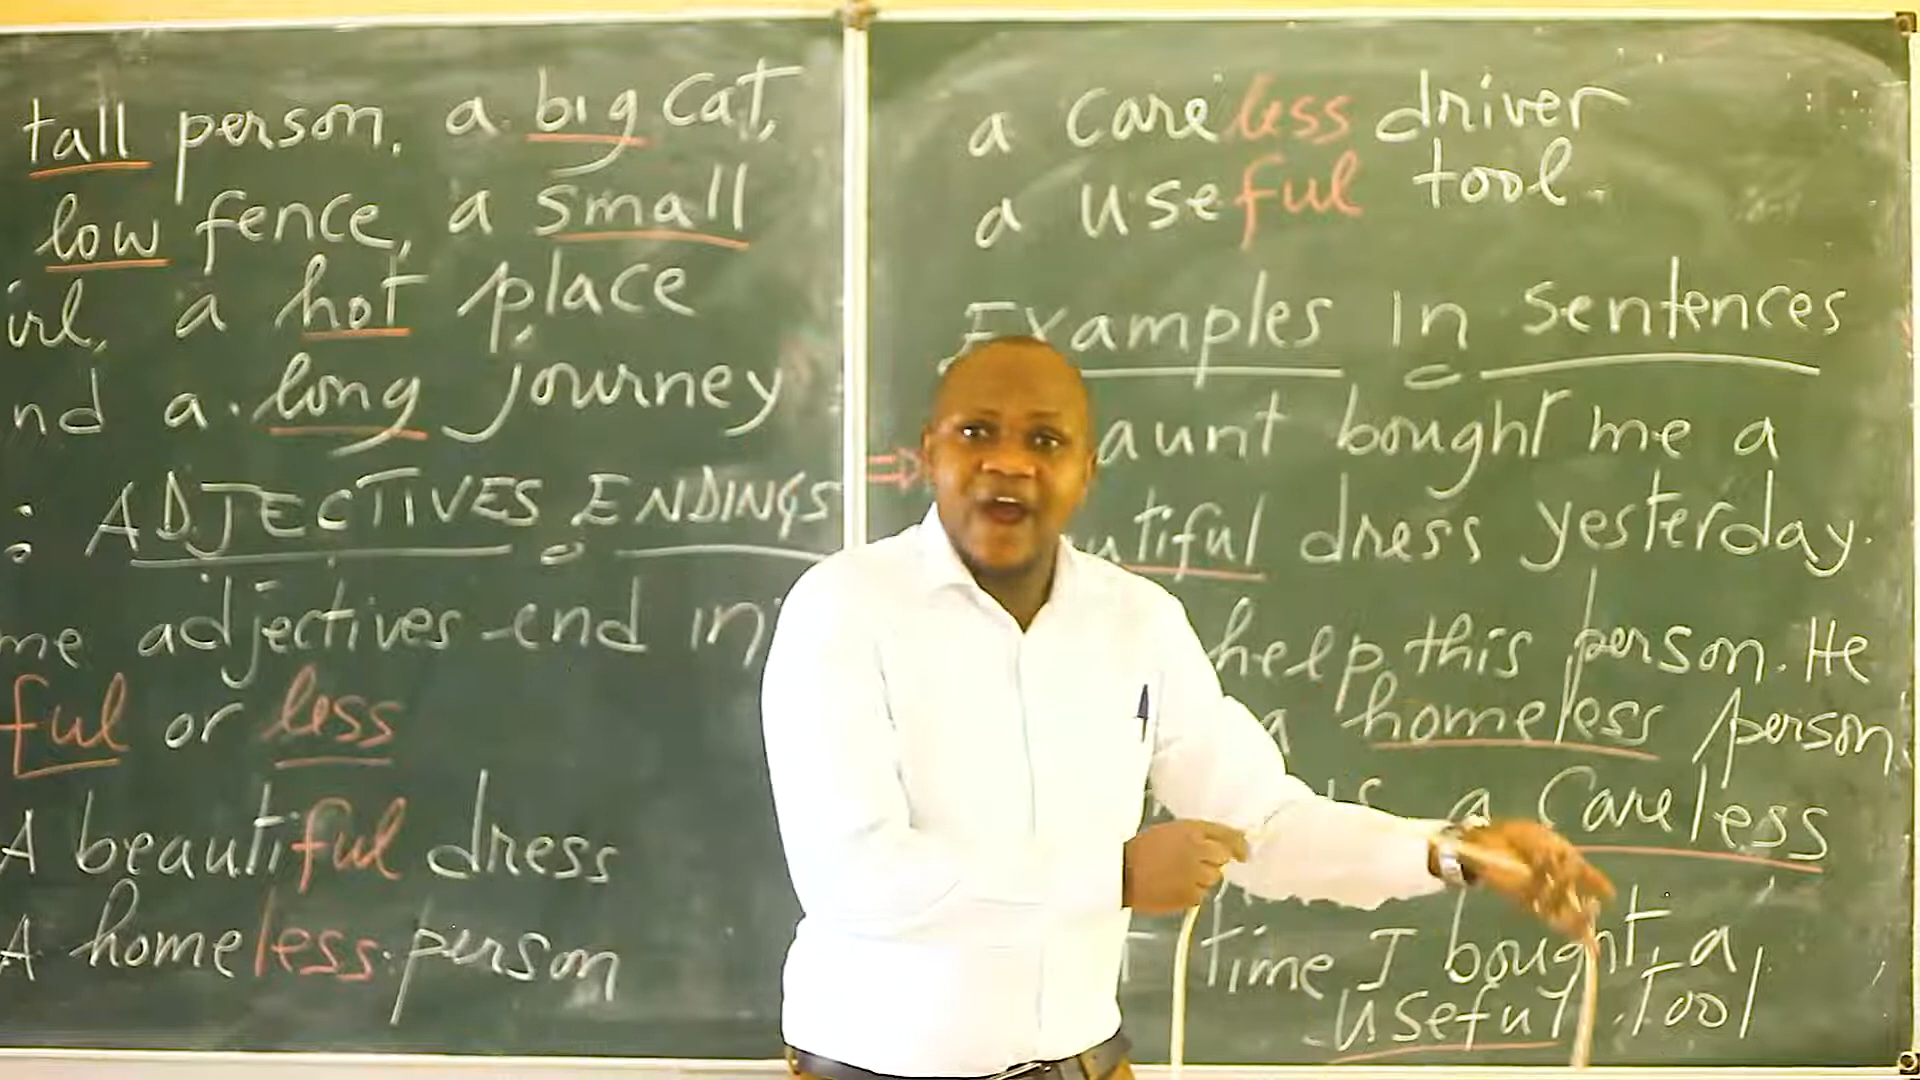 tall person, a big cat,
low fence, a small
irl, a hot place
nd a long journey
: ADJECTIVES ENDINGS
me adjectives end in
ful or less
A beautiful dress
A homeless person
a careless driver
a useful tool.
Examples in sentences
aunt bought me a
utiful dress yesterday.
help this person. He
a homeless person.
a careless
time I bought a
useful tool